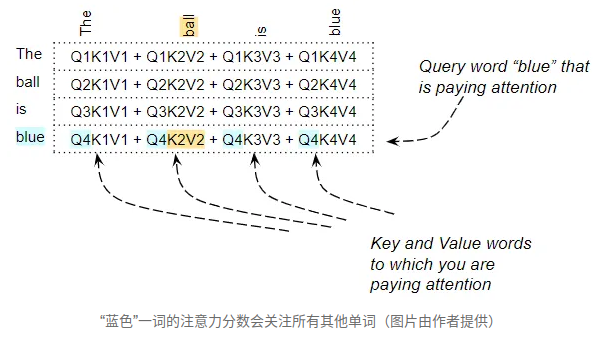 The ball is blue
The Q1K1V1 + Q1K2V2 + Q1K3V3 + Q1K4V4
ball Q2K1V1 + Q2K2V2 + Q2K3V3 + Q2K4V4
is Q3K1V1 + Q3K2V2 + Q3K3V3 + Q3K4V4
blue Q4K1V1 + Q4K2V2 + Q4K3V3 + Q4K4V4
Query word “blue” that
is paying attention
Key and Value words
to which you are
paying attention
“蓝色”一词的注意力分数会关注所有其他单词（图片由作者提供）